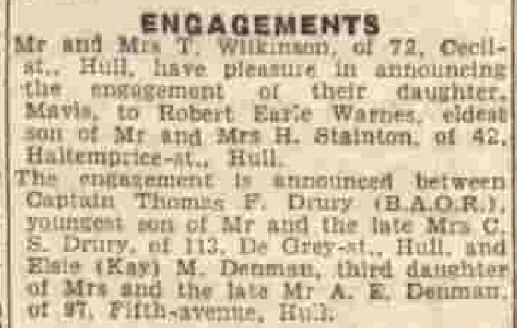 ENGAGEMENTS
Mr and Mrs T. Wilkinson, of 72, Cecil-
st., Hull, have pleasure in announcing
the engagement of their daughter,
Mavis, to Robert Earle Warnes, eldest
son of Mr and Mrs H. Stainton, of 42,
Haltemprice-st., Hull.
The engagement is announced between
Captain Thomas F. Drury (B.A.O.R.),
youngest son of Mr and the late Mrs C.
S. Drury, of 113, De Grey-st., Hull, and
Elsie (Kay) M. Denman, third daughter
of Mrs and the late Mr A. E. Denman,
of 97, Fifth-avenue, Hull.